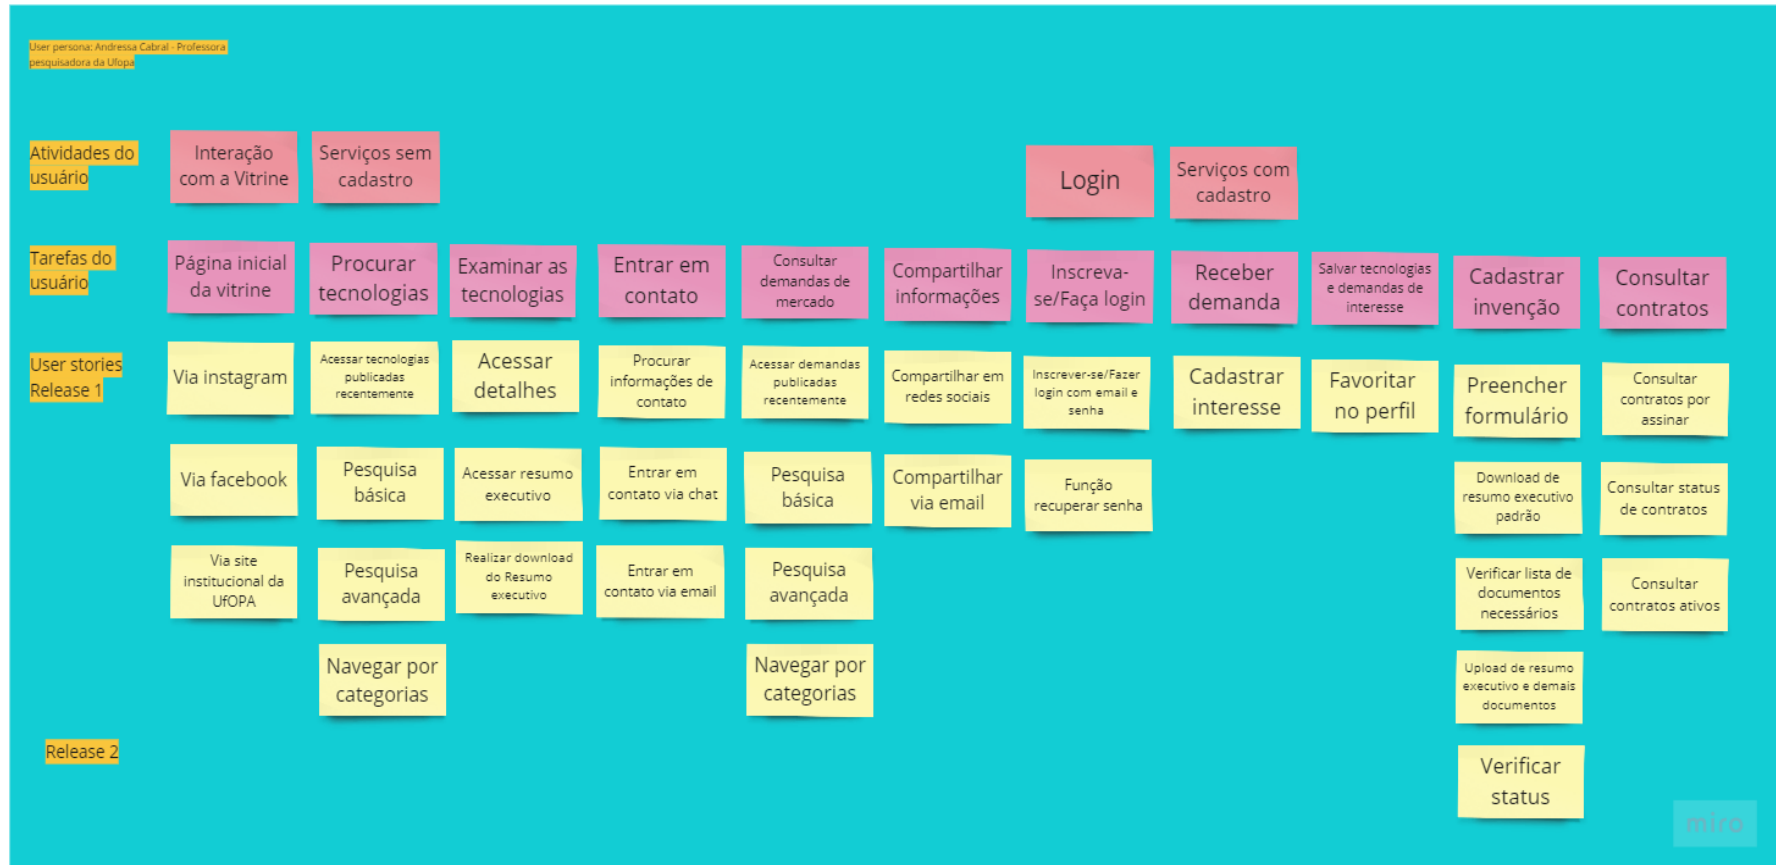 User persona: Andressa Cabral - Professora
pesquisadora da Ufopa
Atividades do
usuário
Interação
com a Vitrine
Serviços sem
cadastro
Login
Serviços com
cadastro
Tarefas do
usuário
Página inicial
da vitrine
Procurar
tecnologias
Examinar as
tecnologias
Entrar em
contato
Consultar
demandas de
mercado
Compartilhar
informações
Inscreva-
se/Faça login
Receber
demanda
Salvar tecnologias
e demandas de
interesse
Cadastrar
invenção
Consultar
contratos
User stories
Release 1
Via instagram
Acessar tecnologias
publicadas
recentemente
Acessar
detalhes
Procurar
informações de
contato
Acessar demandas
publicadas
recentemente
Compartilhar em
redes sociais
Inscrever-se/Fazer
login com email e
senha
Cadastrar
interesse
Favoritar
no perfil
Preencher
formulário
Consultar
contratos por
assinar
Via facebook
Pesquisa
básica
Acessar resumo
executivo
Entrar em
contato via chat
Pesquisa
básica
Compartilhar
via email
Função
recuperar senha
Download de
resumo executivo
padrão
Consultar status
de contratos
Via site
institucional da
UfOPA
Pesquisa
avançada
Realizar download
do Resumo
executivo
Entrar em
contato via email
Pesquisa
avançada
Verificar lista de
documentos
necessários
Consultar
contratos ativos
Navegar por
categorias
Navegar por
categorias
Upload de resumo
executivo e demais
documentos
Release 2
Verificar
status
miro